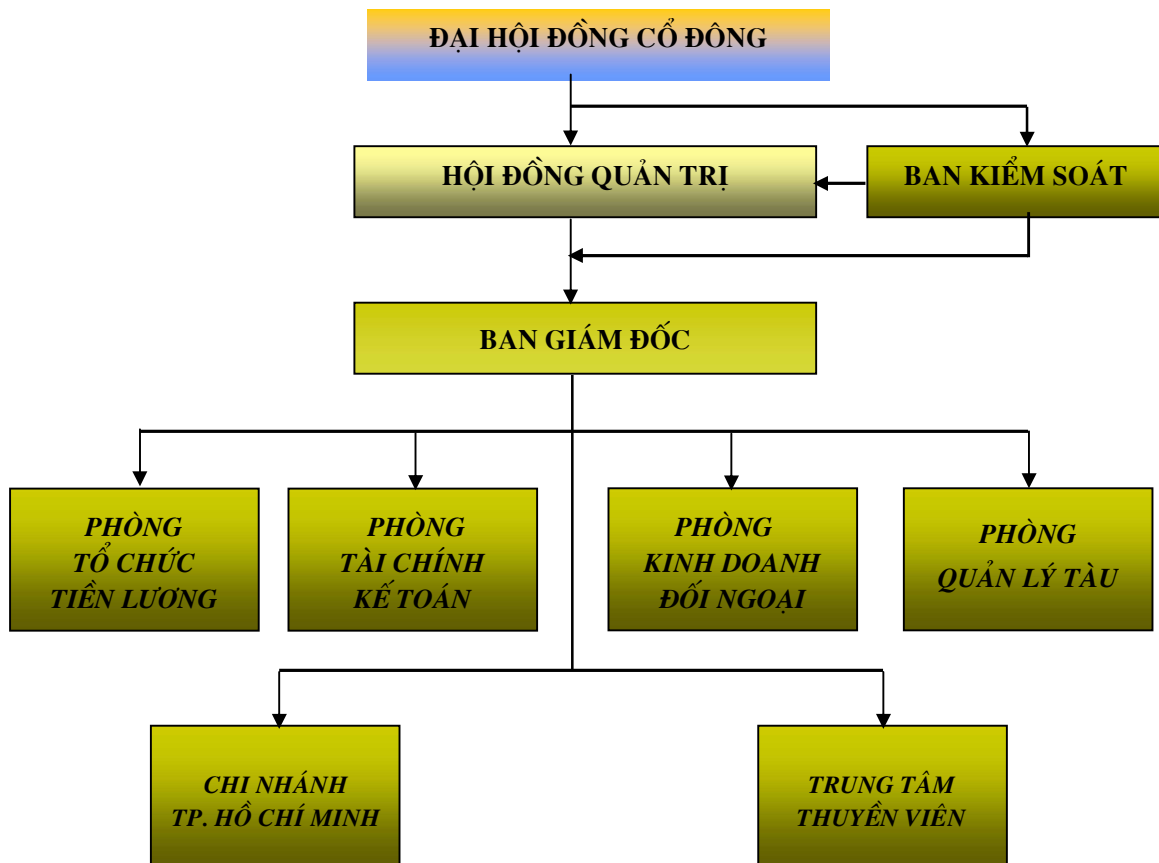 ĐẠI HỘI ĐỒNG CỔ ĐÔNG
HỘI ĐỒNG QUẢN TRỊ
BAN KIỂM SOÁT
BAN GIÁM ĐỐC
PHÒNG
TỔ CHỨC
TIỀN LƯƠNG
PHÒNG
TÀI CHÍNH
KẾ TOÁN
PHÒNG
KINH DOANH
ĐỐI NGOẠI
PHÒNG
QUẢN LÝ TÀU
CHI NHÁNH
TP. HỒ CHÍ MINH
TRUNG TÂM
THUYỀN VIÊN